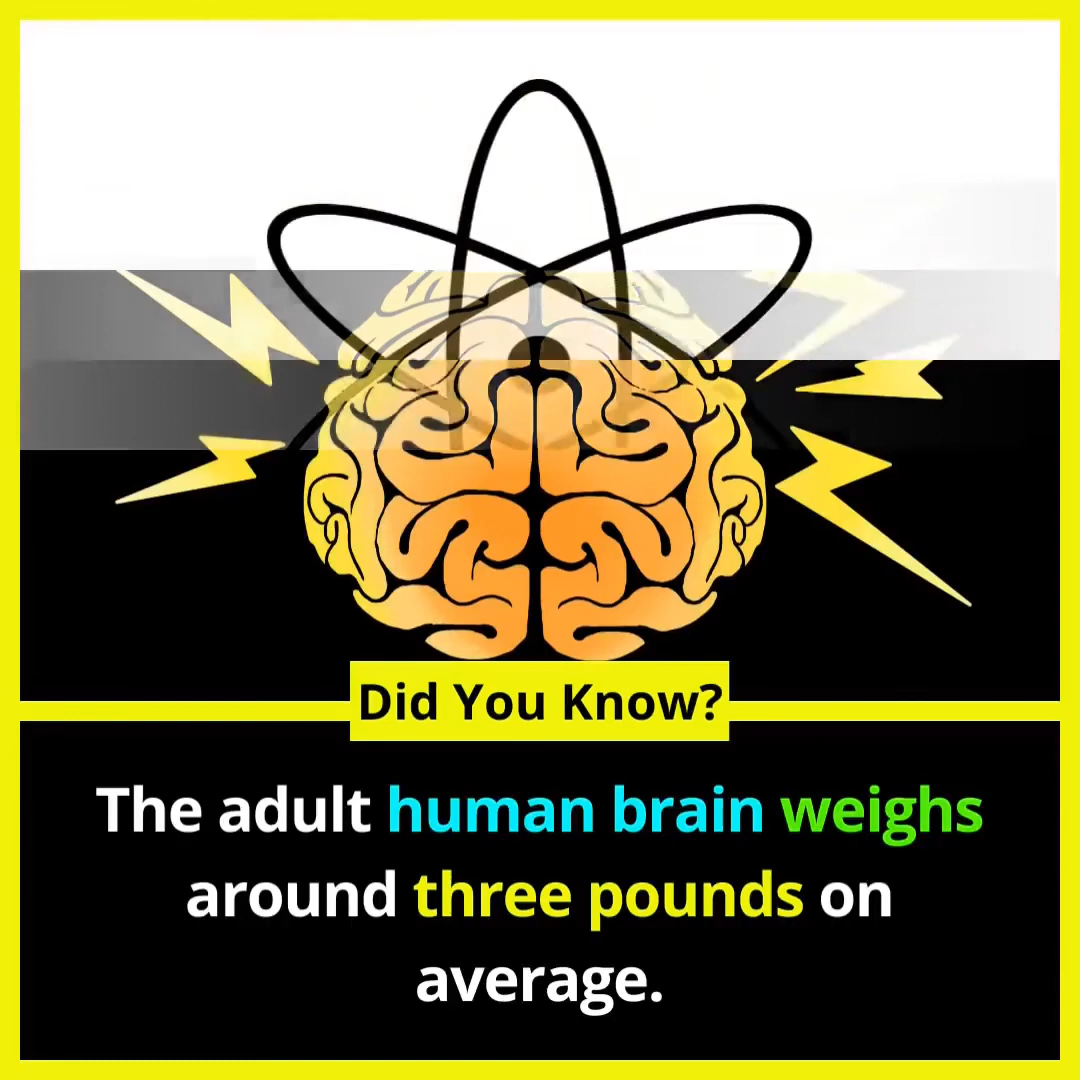 Did You Know?
The adult human brain weighs
around three pounds on
average.